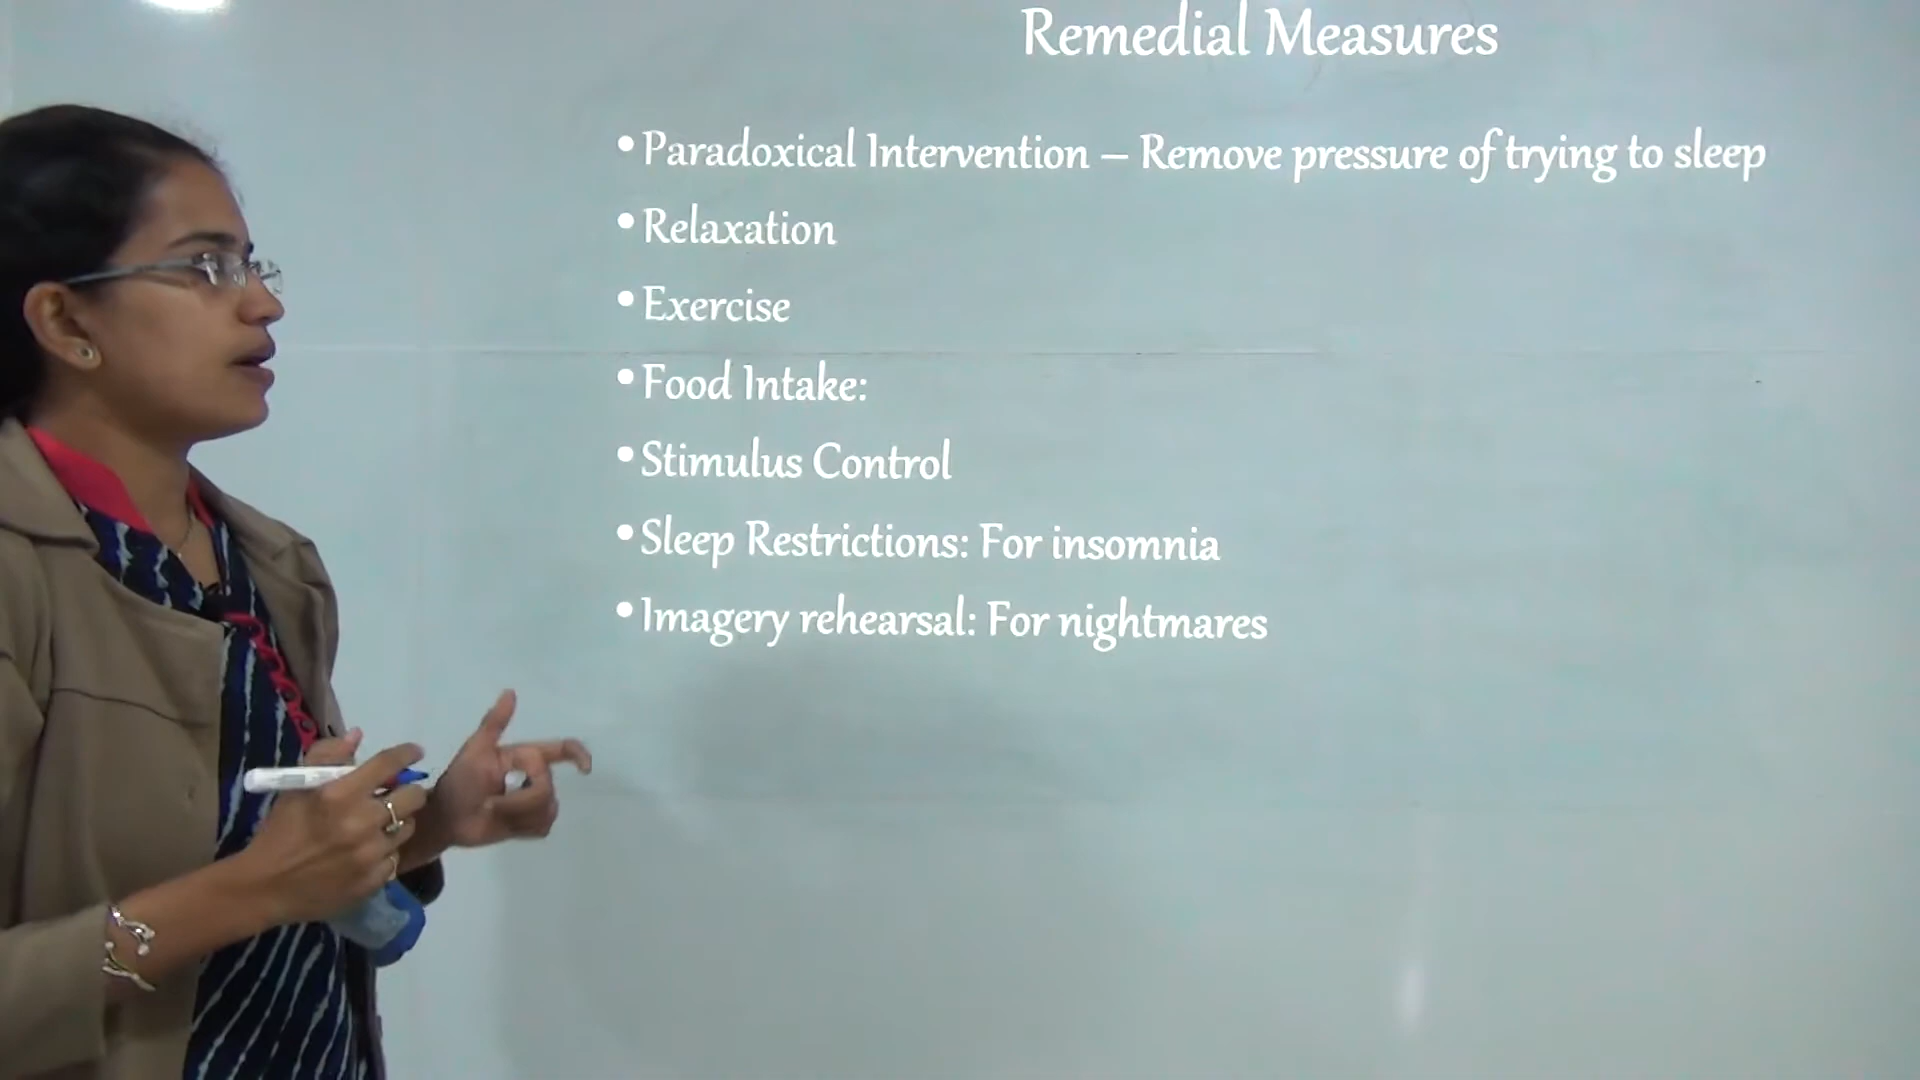 Remedial Measures
• Paradoxical Intervention – Remove pressure of trying to sleep
• Relaxation
• Exercise
• Food Intake:
• Stimulus Control
• Sleep Restrictions: For insomnia
• Imagery rehearsal: For nightmares